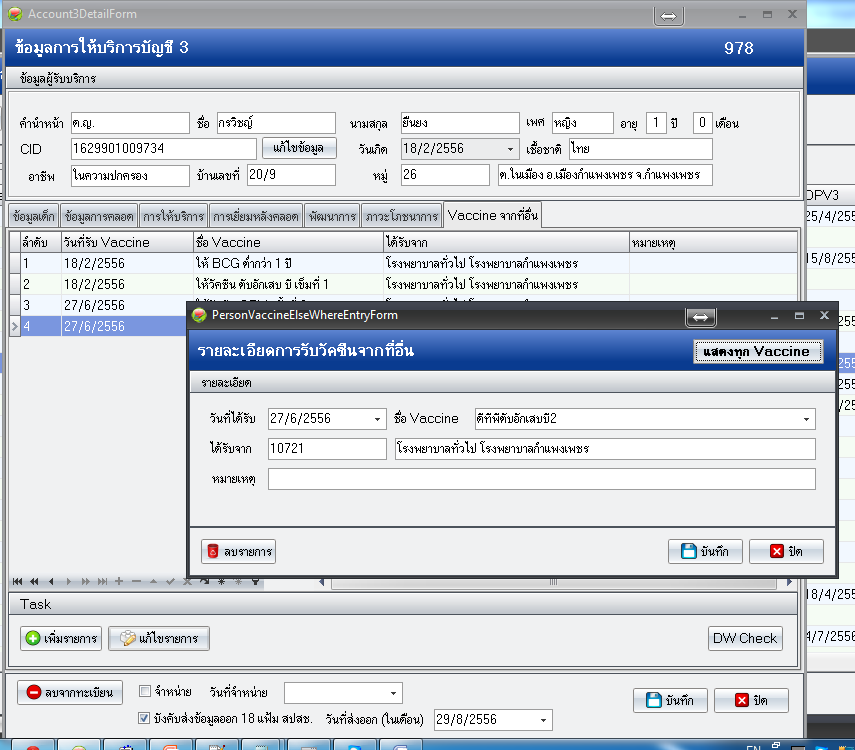 Account3DetailForm
ข้อมูลการให้บริการบัญชี 3 978
ข้อมูลผู้รับบริการ
คำนำหน้า ด.ญ. ชื่อ กรวิชญ์ นามสกุล ยืนยง เพศ หญิง อายุ 1 ปี 0 เดือน
CID 1629901009734 แก้ไขข้อมูล วันเกิด 18/2/2556 เชื้อชาติ ไทย
อาชีพ ในความปกครอง บ้านเลขที่ 20/9 หมู่ 26 ต.ในเมือง อ.เมืองกำแพงเพชร จ.กำแพงเพชร
ข้อมูลเด็ก ข้อมูลการคลอด การให้บริการ การเยี่ยมหลังคลอด พัฒนาการ ภาวะโภชนาการ Vaccine จากที่อื่น
OPV3
25/4/255
ลำดับ วันที่รับ Vaccine ชื่อ Vaccine ได้รับจาก หมายเหตุ
1 18/2/2556 ให้ BCG ต่ำกว่า 1 ปี โรงพยาบาลทั่วไป โรงพยาบาลกำแพงเพชร
15/8/255
2 18/2/2556 ให้วัคซีน ตับอักเสบ บี เข็มที่ 1 โรงพยาบาลทั่วไป โรงพยาบาลกำแพงเพชร
3 27/6/2556
4 27/6/2556
PersonVaccineElseWhereEntryForm
รายละเอียดการรับวัคซีนจากที่อื่น แสดงทุก Vaccine
รายละเอียด
วันที่ได้รับ 27/6/2556 ชื่อ Vaccine ดีทีพีตับอักเสบบี2
ได้รับจาก 10721 โรงพยาบาลทั่วไป โรงพยาบาลกำแพงเพชร
หมายเหตุ
ลบรายการ บันทึก ปิด
18/4/255
Task
เพิ่มรายการ แก้ไขรายการ DW Check
4/7/2556
ลบจากทะเบียน จำหน่าย วันที่จำหน่าย บันทึก ปิด
บังคับส่งข้อมูลออก 18 แฟ้ม สปสช. วันที่ส่งออก (ในเดือน) 29/8/2556
EN